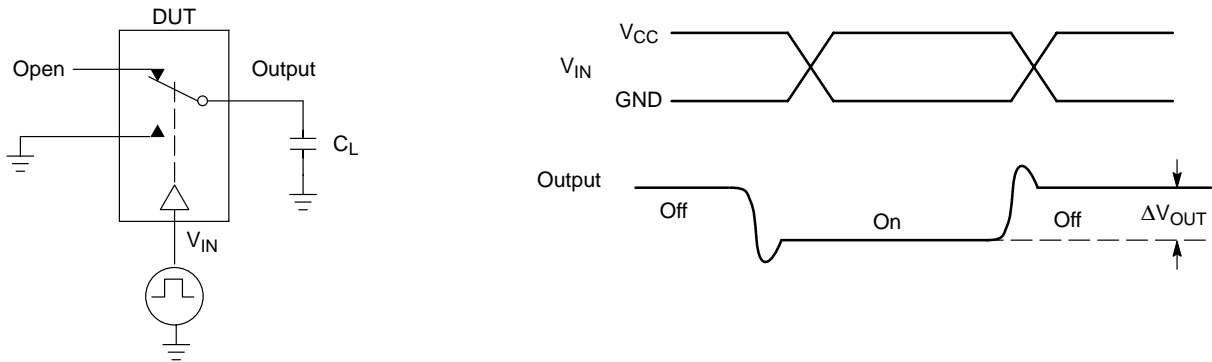 DUT
Open
Output
C_L
V_IN
V_CC
V_IN
GND
Output
Off
On
Off
ΔV_OUT